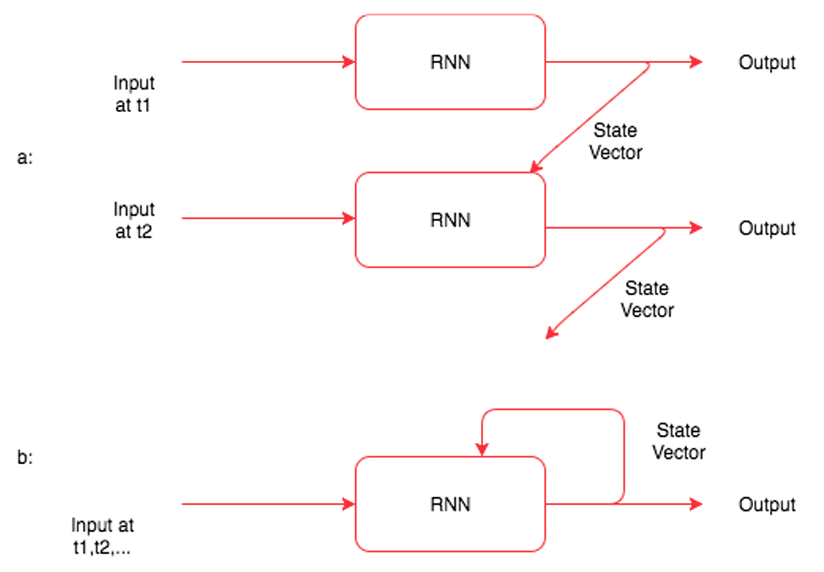 RNN
Output
Input
at t1
State
Vector
a:
Input
at t2
RNN
Output
State
Vector
b:
State
Vector
RNN
Output
Input at
t1,t2,...